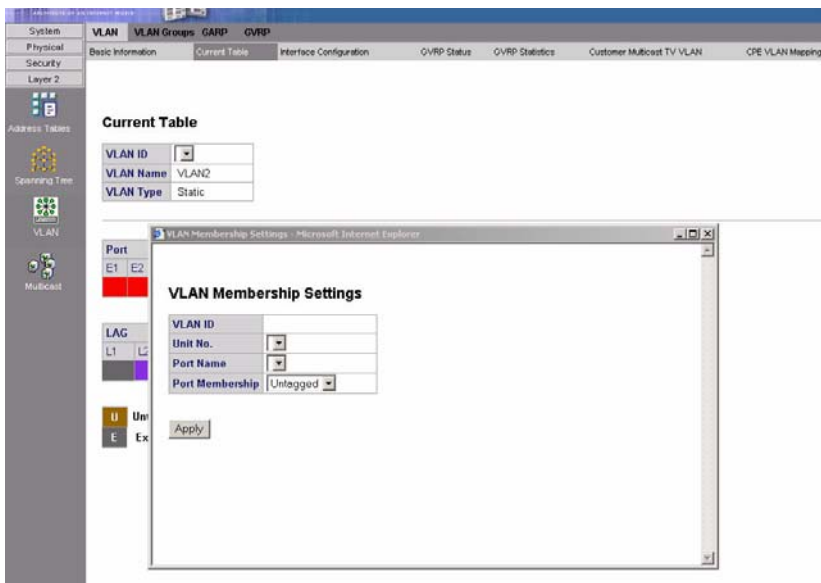 System
Physical
Security
Layer 2
Address Tables
Spanning Tree
VLAN
Multicast
VLAN VLAN Groups GARP GVRP
Basic Information Current Table Interface Configuration GVRP Status GVRP Statistics Customer Multicast TV VLAN CPE VLAN Mapping
Current Table
VLAN ID
VLAN Name VLAN2
VLAN Type Static
Port
E1 E2
LAG
L1
U
E Ex
VLAN Membership Settings - Microsoft Internet Explorer
VLAN Membership Settings
VLAN ID
Unit No.
Port Name
Port Membership Untagged
Apply